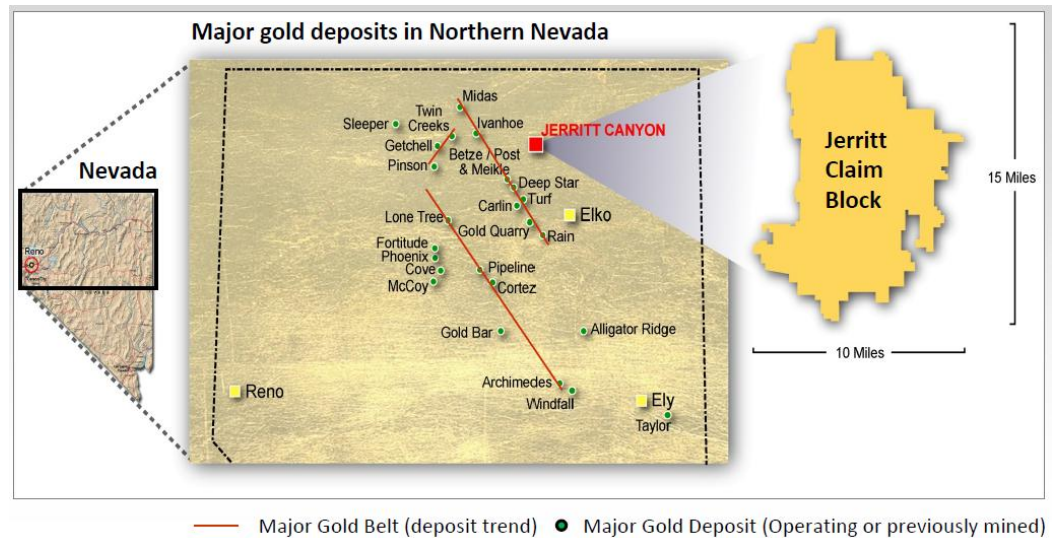 Major gold deposits in Northern Nevada
Nevada
Reno
Midas
Twin
Creeks
Sleeper
Ivanhoe
JERRITT CANYON
Getchell
Betze / Post
& Meikle
Pinson
Deep Star
Turf
Carlin
Elko
Lone Tree
Gold Quarry
Rain
Fortitude
Phoenix
Cove
Pipeline
McCoy
Cortez
Gold Bar
Alligator Ridge
Archimedes
Reno
Windfall
Ely
Taylor
Jerritt
Claim
Block
15 Miles
10 Miles
Major Gold Belt (deposit trend)
Major Gold Deposit (Operating or previously mined)